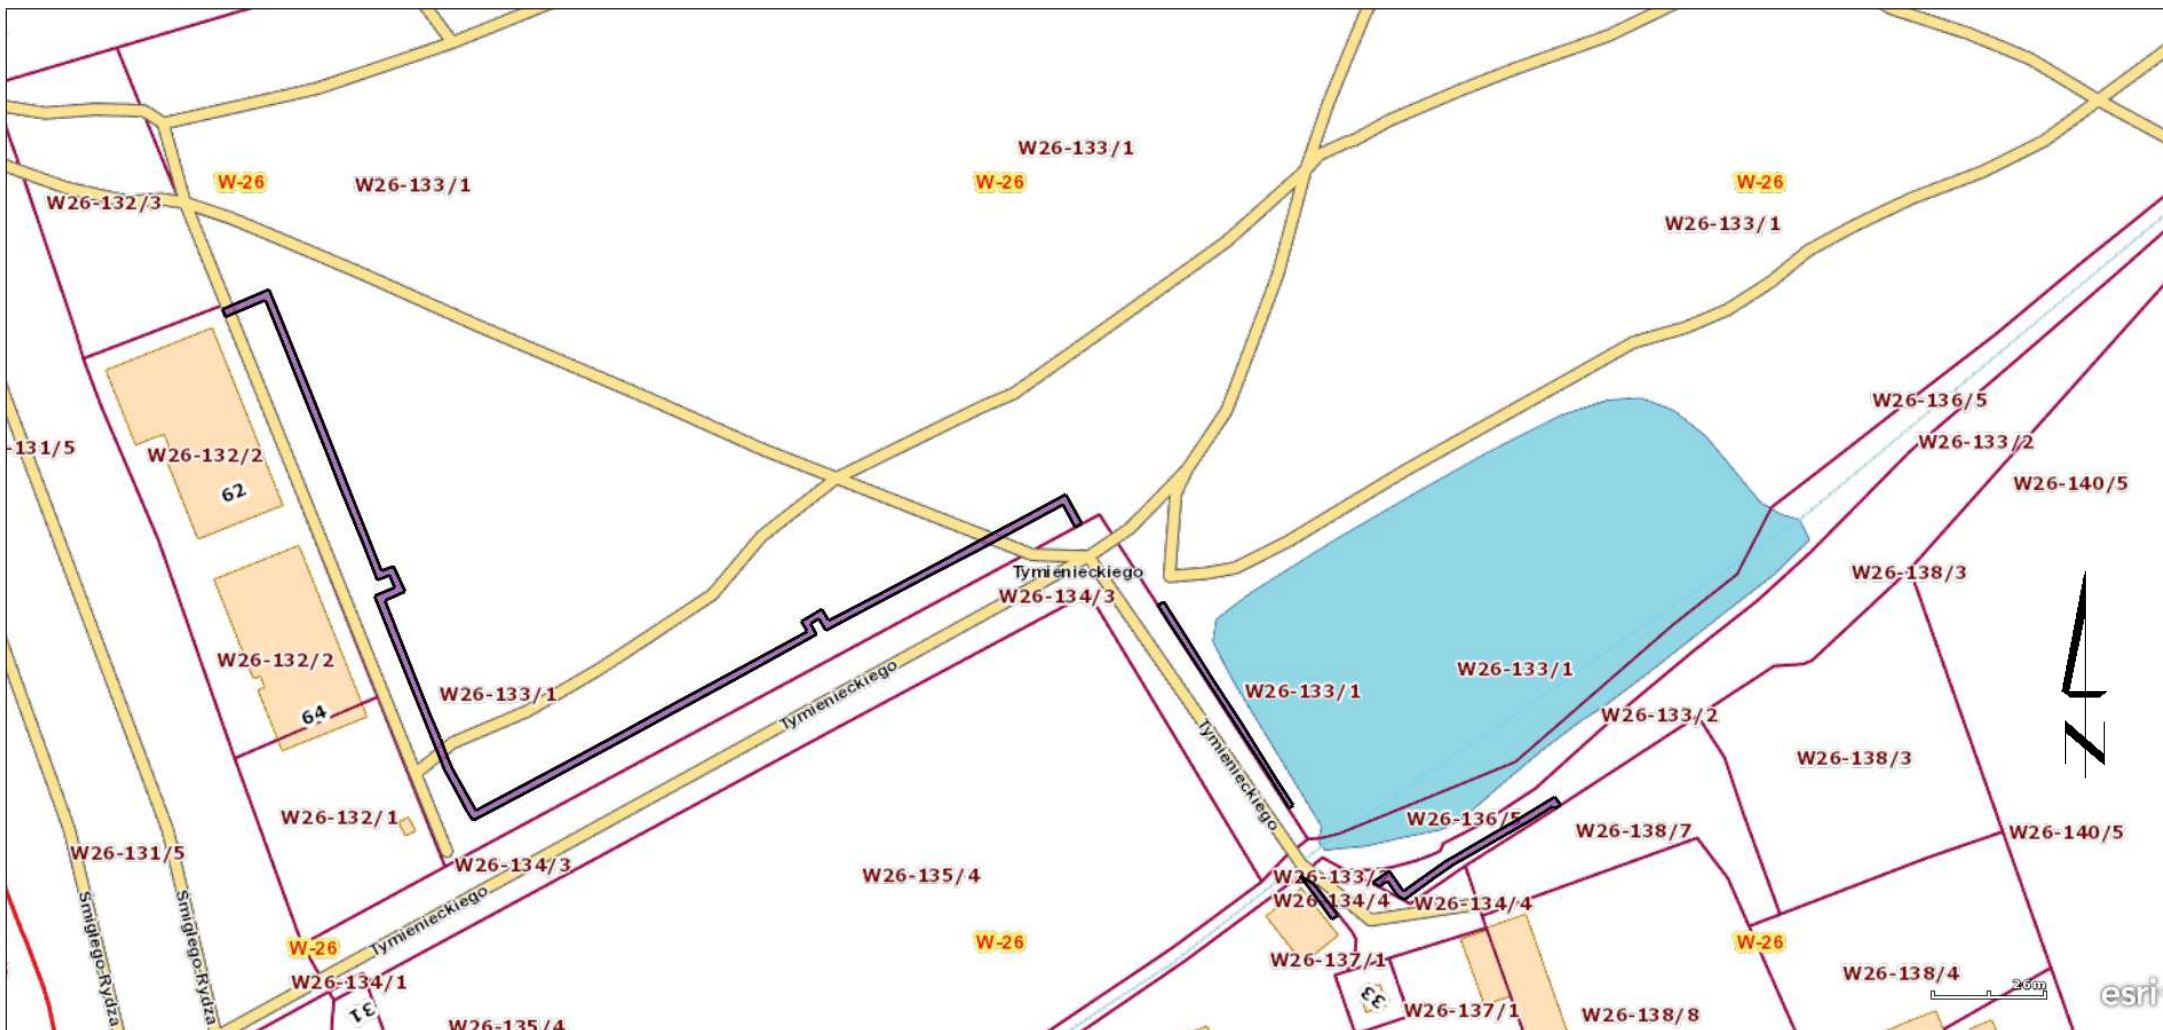 W26-133/1
W-26
W-26
W-26
W26-133/1
W26-132/3
W26-133/1
W26-136/5
W26-133/2
-131/5
W26-132/2
62
W26-140/5
Tymienieckiego
W26-134/3
W26-138/3
W26-132/2
W26-133/1
W26-133/1
W26-133/1
64
Tymienieckiego
W26-133/2
Tymienieckiego
W26-138/3
W26-132/1
W26-136/5
W26-138/7
W26-140/5
W26-131/5
W26-134/3
W26-135/4
W26-133/
W26-134/4
W26-134/4
Śmigłego-Rydza
Śmigłego-Rydza
Tymienieckiego
W-26
W-26
W-26
W26-137/1
W26-134/1
W26-138/4
N
31
33
26m
esri
W26-137/1
W26-138/8
W26-135/4